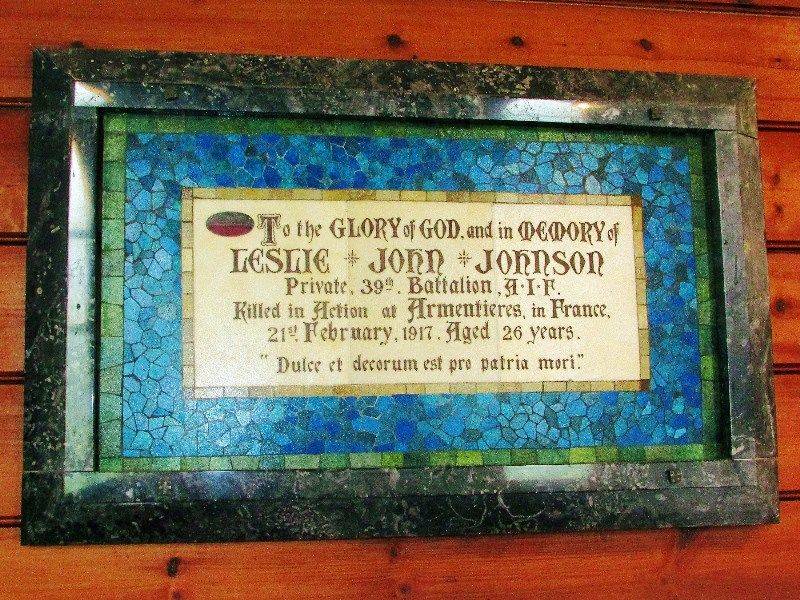 To the GLORY of GOD, and in MEMORY of
LESLIE JOHN JOHNSON
Private, 39th. Battalion, A.I.F.
Killed in Action at Armentieres, in France,
21st February, 1917. Aged 26 years.
"Dulce et decorum est pro patria mori."